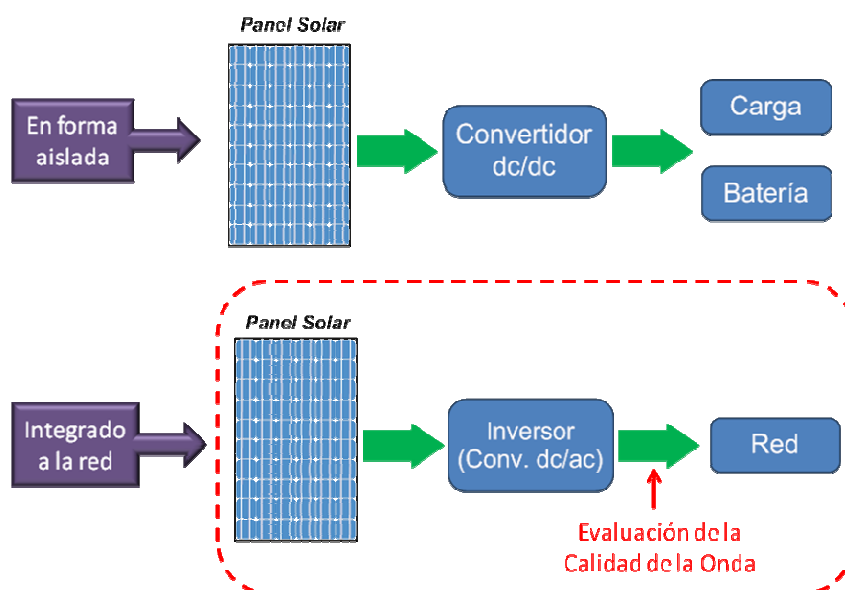 Panel Solar
En forma
aislada
Convertidor
dc/dc
Carga
Batería
Panel Solar
Integrado
a la red
Inversor
(Conv. dc/ac)
Red
Evaluación de la
Calidad de la Onda